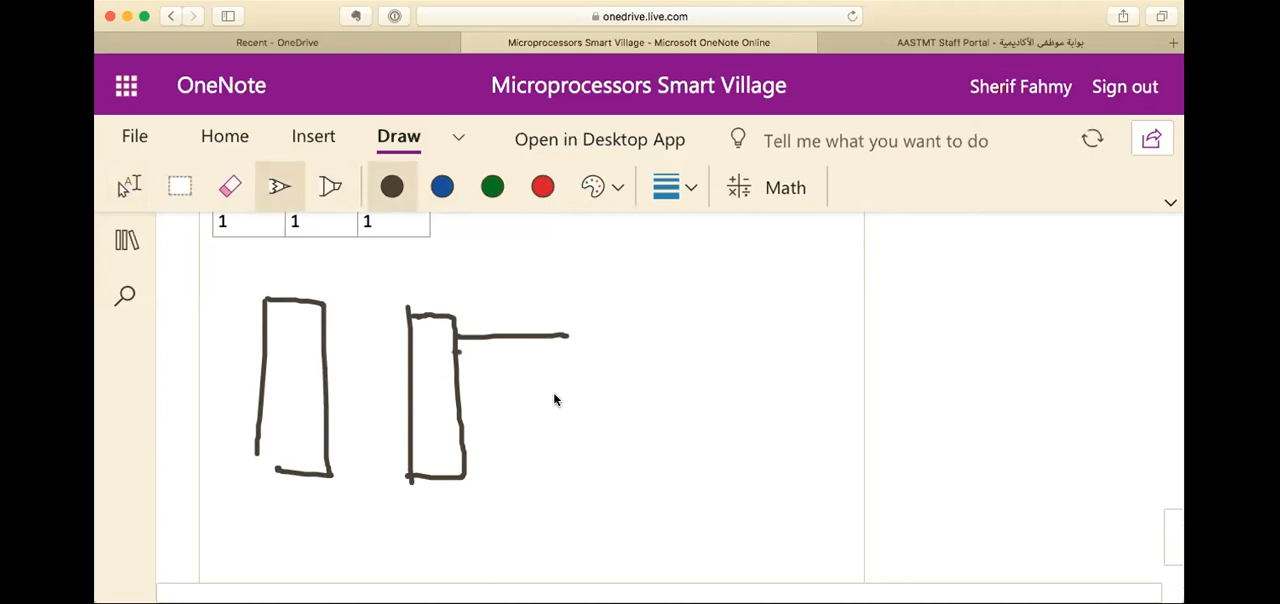 onedrive.live.com
Recent - OneDrive
Microprocessors Smart Village - Microsoft OneNote Online
AASTMT Staff Portal - بوابة موظفى الأكاديمية
OneNote
Microprocessors Smart Village
Sherif Fahmy
Sign out
File
Home
Insert
Draw
Open in Desktop App
Tell me what you want to do
Math
1 1 1